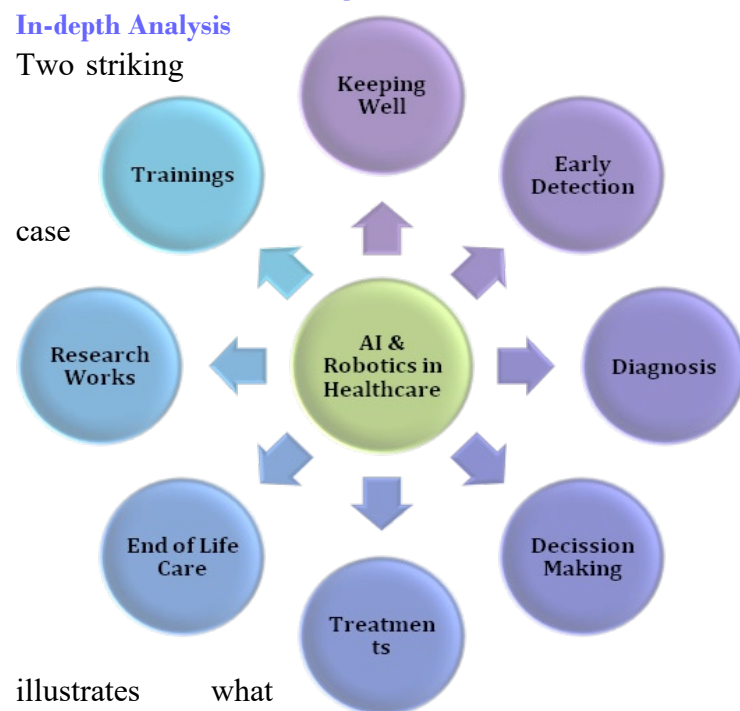 In-depth Analysis
Two striking
case
illustrates what
Keeping
Well
Early
Detection
Diagnosis
Decission
Making
Treatmen
ts
End of Life
Care
Research
Works
Trainings
AI &
Robotics in
Healthcare